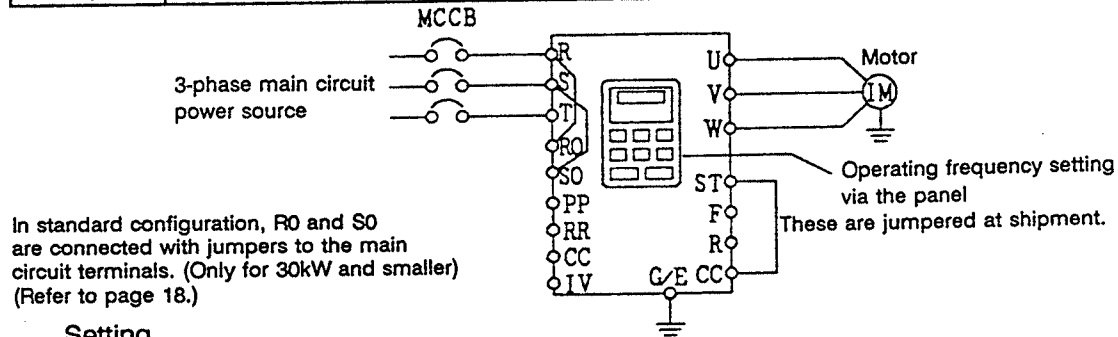 MCCB
3-phase main circuit
power source
R
S
T
R0
S0
PP
RR
CC
IV
U
V
W
Motor
IM
ST
F
R
CC
G/E
Operating frequency setting
via the panel
These are jumpered at shipment.
In standard configuration, R0 and S0
are connected with jumpers to the main
circuit terminals. (Only for 30kW and smaller)
(Refer to page 18.)
Setting